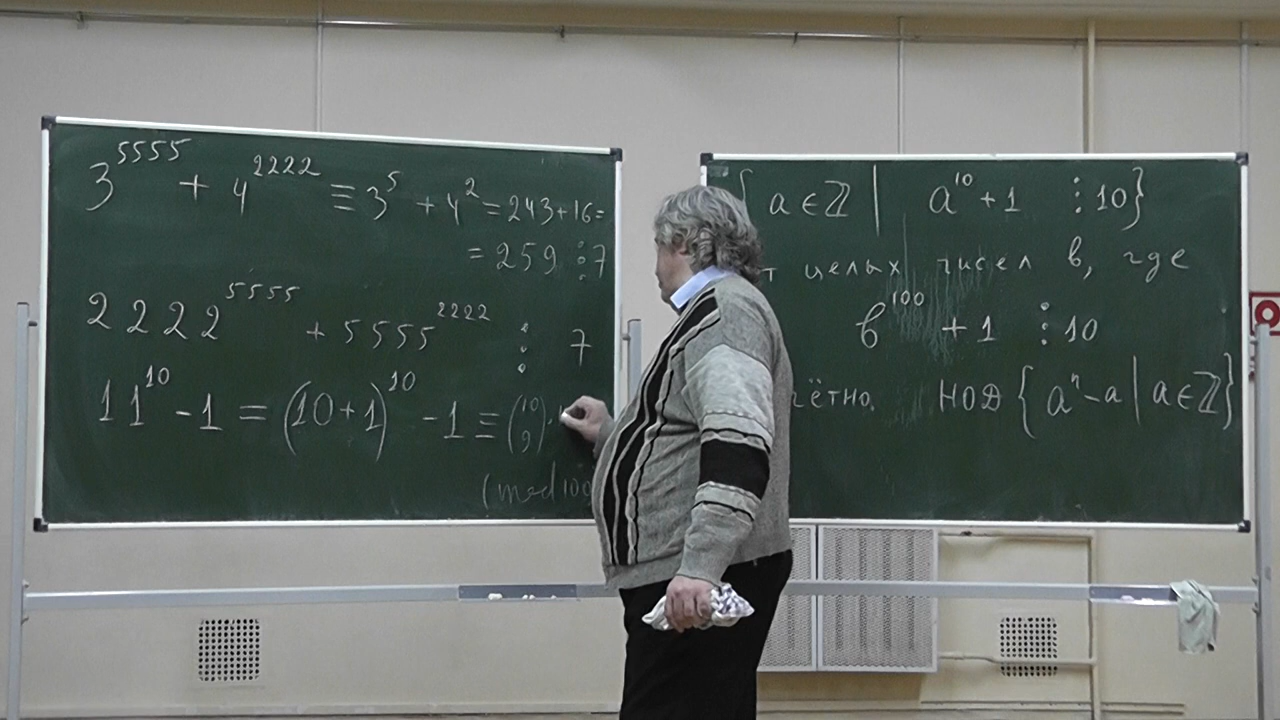 3^5555 + 4^2222 ≡ 3^5 + 4^2 = 243 + 16 =
= 259 ⋮ 7
2222^5555 + 5555^2222 ⋮ 7
11^10 - 1 = (10+1)^10 - 1 ≡ (10 9) ·
(mod 100
{ a ∈ ℤ | a^10 + 1 ⋮ 10}
т целых чисел в, где
в^100 + 1 ⋮ 10
чётно. НОД { a^n - a | a ∈ ℤ}